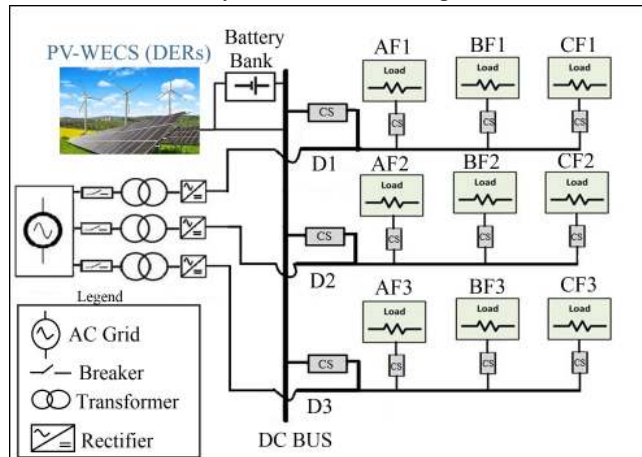 PV-WECS (DERs)
Battery
Bank
AF1
BF1
CF1
Load
Load
Load
CS
CS
CS
CS
D1
AF2
BF2
CF2
Load
Load
Load
CS
CS
CS
CS
D2
AF3
BF3
CF3
Load
Load
Load
CS
CS
CS
CS
D3
DC BUS
Legend
AC Grid
Breaker
Transformer
Rectifier